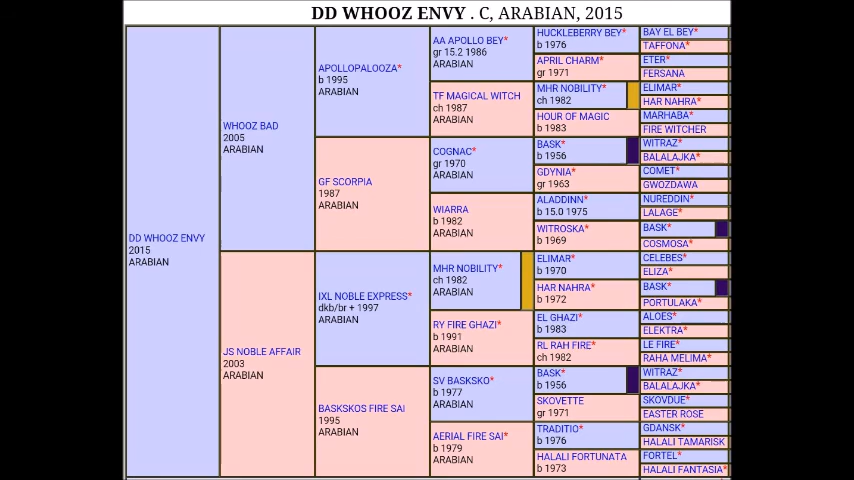 DD WHOOZ ENVY . C, ARABIAN, 2015
DD WHOOZ ENVY
2015
ARABIAN
WHOOZ BAD
2005
ARABIAN
JS NOBLE AFFAIR
2003
ARABIAN
APOLLOPALOOZA*
b 1995
ARABIAN
GF SCORPIA
1987
ARABIAN
IXL NOBLE EXPRESS*
dkb/br + 1997
ARABIAN
BASKSKOS FIRE SAI
1995
ARABIAN
AA APOLLO BEY*
gr 15.2 1986
ARABIAN
TF MAGICAL WITCH
ch 1987
ARABIAN
COGNAC*
gr 1970
ARABIAN
WIARRA
b 1982
ARABIAN
MHR NOBILITY*
ch 1982
ARABIAN
RY FIRE GHAZI*
b 1991
ARABIAN
SV BASKSKO*
b 1977
ARABIAN
AERIAL FIRE SAI*
b 1979
ARABIAN
HUCKLEBERRY BEY*
b 1976
APRIL CHARM*
gr 1971
MHR NOBILITY*
ch 1982
HOUR OF MAGIC
b 1983
BASK*
b 1956
GDYNIA*
gr 1963
ALADDINN*
b 15.0 1975
WITROSKA*
b 1969
ELIMAR*
b 1970
HAR NAHRA*
b 1972
EL GHAZI*
b 1983
RL RAH FIRE*
ch 1982
BASK*
b 1956
SKOVETTE
gr 1971
TRADITIO*
b 1976
HALALI FORTUNATA
b 1973
BAY EL BEY*
TAFFONA*
ETER*
FERSANA
ELIMAR*
HAR NAHRA*
MARHABA*
FIRE WITCHER
WITRAZ*
BALALAJKA*
COMET*
GWOZDAWA
NUREDDIN*
LALAGE*
BASK*
COSMOSA*
CELEBES*
ELIZA*
BASK*
PORTULAKA*
ALOES*
ELEKTRA*
LE FIRE*
RAHA MELIMA*
WITRAZ*
BALALAJKA*
SKOVDUE*
EASTER ROSE
GDANSK*
HALALI TAMARISK
FORTEL*
HALALI FANTASIA*